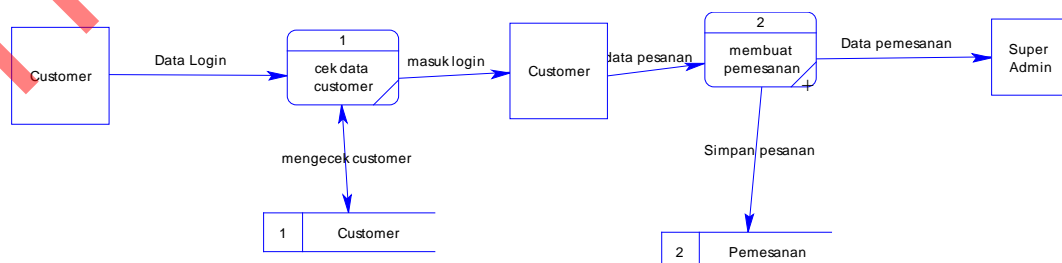 Customer
Data Login
1
cek data
customer
masuk login
Customer
data pesanan
2
membuat
pemesanan
Data pemesanan
Super
Admin
mengecek customer
Simpan pesanan
1
Customer
2
Pemesanan